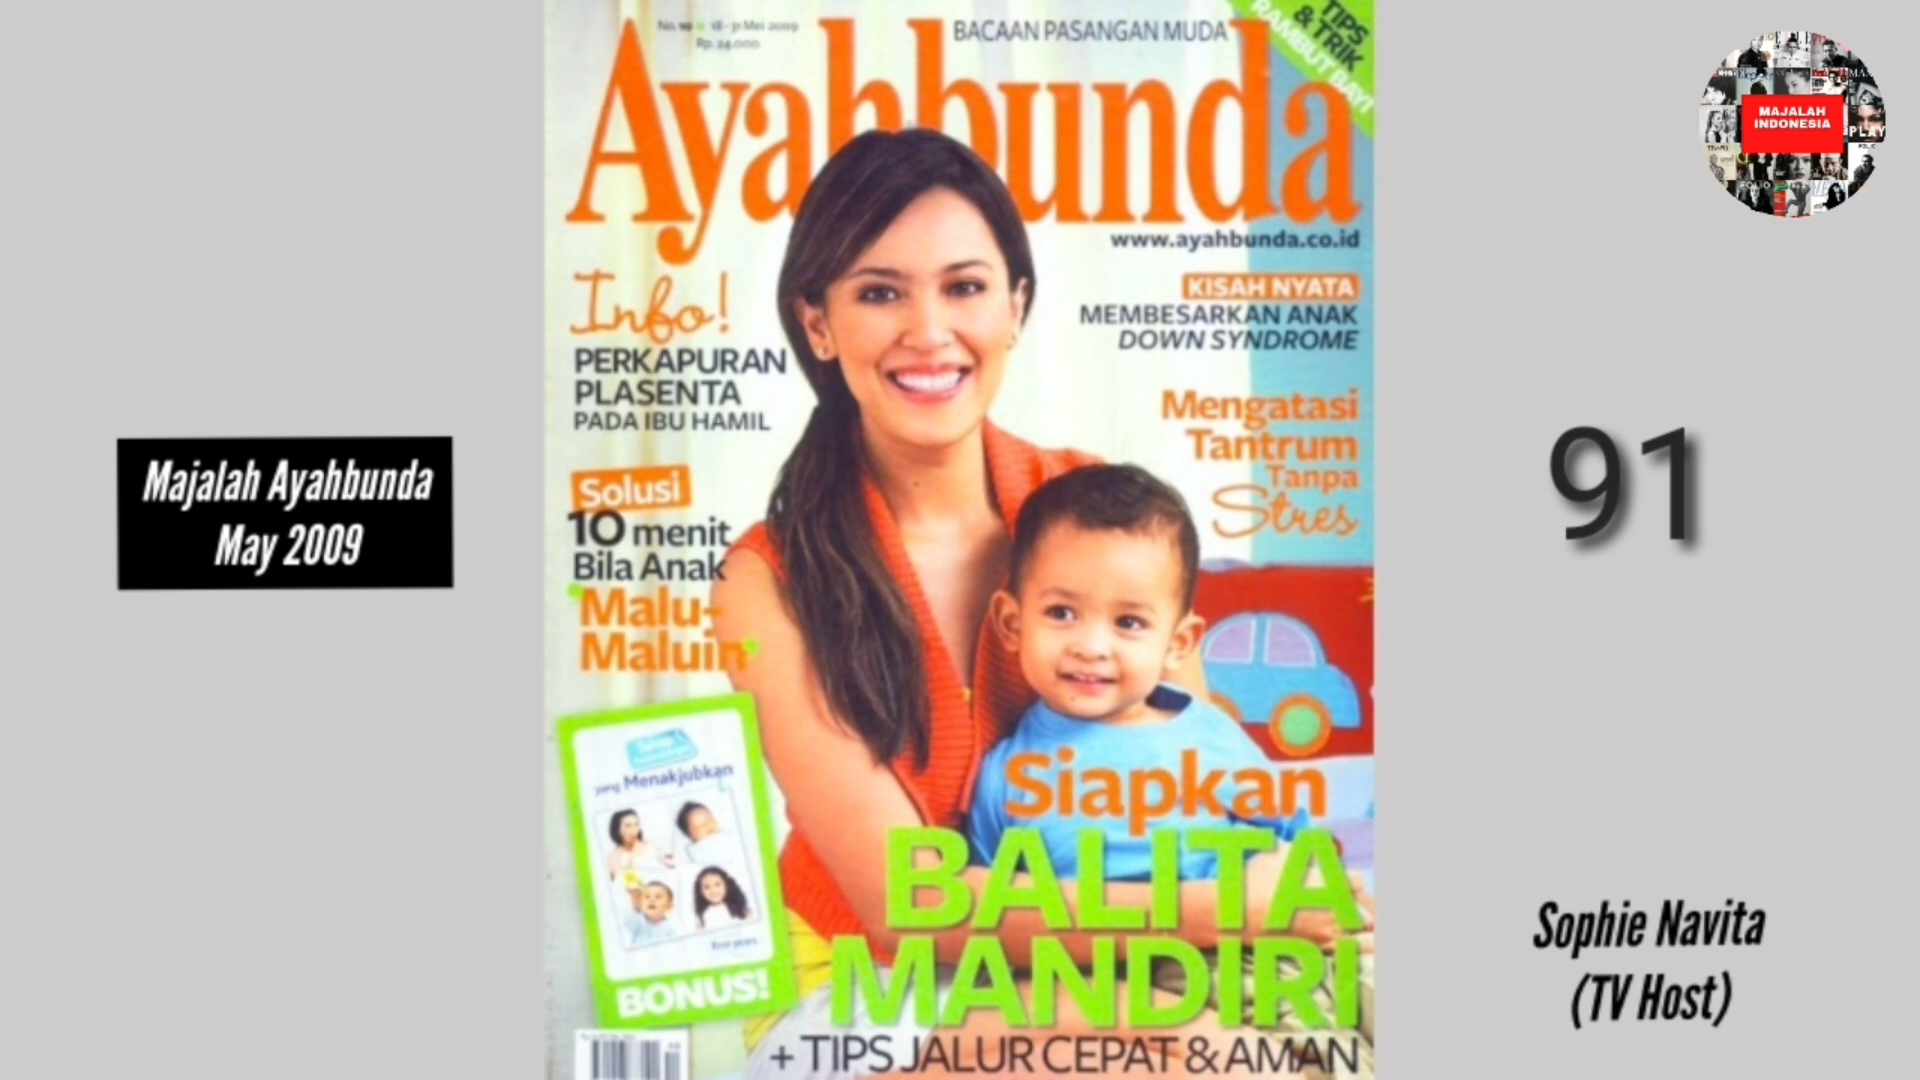 No. 10 18-31 Mei 2009
Rp. 24.000
BACAAN PASANGAN MUDA
TIPS
& TRIK
RAMBUT BAYI
Ayahbunda
www.ayahbunda.co.id
MAJALAH
INDONESIA
PLAY
Info!
PERKAPURAN
PLASENTA
PADA IBU HAMIL
KISAH NYATA
MEMBESARKAN ANAK
DOWN SYNDROME
Mengatasi
Tantrum
Tanpa
Stres
Solusi
10 menit
Bila Anak
Malu-
Maluin
Majalah Ayahbunda
May 2009
91
yang Menakjubkan
first years
BONUS!
Siapkan
BALITA
MANDIRI
+ TIPS JALUR CEPAT & AMAN
Sophie Navita
(TV Host)